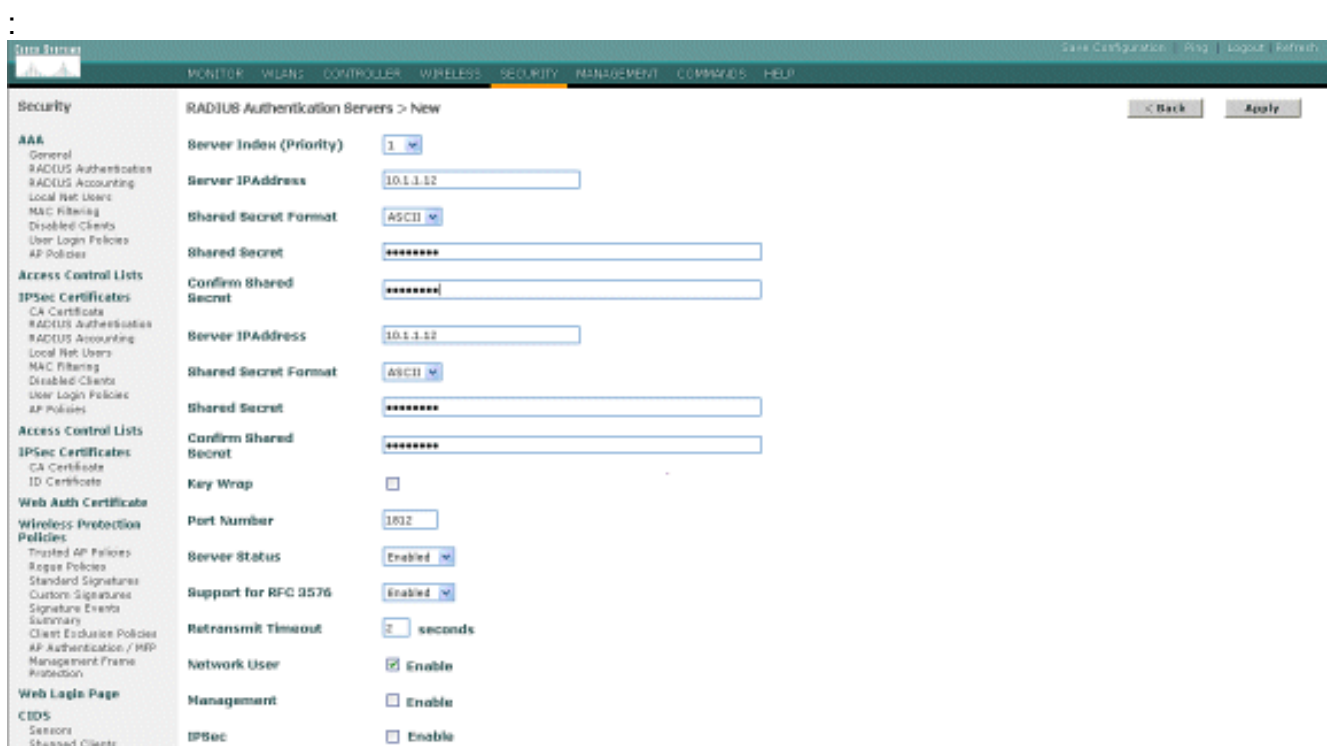 :
Cisco Systems
Save Configuration | Ping | Logout | Refresh
MONITOR WLANS CONTROLLER WIRELESS SECURITY MANAGEMENT COMMANDS HELP
Security
AAA
General
RADIUS Authentication
RADIUS Accounting
Local Net Users
MAC Filtering
Disabled Clients
User Login Policies
AP Policies
Access Control Lists
IPSec Certificates
CA Certificate
RADIUS Authentication
RADIUS Accounting
Local Net Users
MAC Filtering
Disabled Clients
User Login Policies
AP Policies
Access Control Lists
IPSec Certificates
CA Certificate
ID Certificate
Web Auth Certificate
Wireless Protection
Policies
Trusted AP Policies
Rogue Policies
Standard Signatures
Custom Signatures
Signature Events
Summary
Client Exclusion Policies
AP Authentication / MFP
Management Frame
Protection
Web Login Page
CIDS
Sensors
Shunned Clients
RADIUS Authentication Servers > New
< Back
Apply
Server Index (Priority) 1
Server IPAddress 10.1.1.12
Shared Secret Format ASCII
Shared Secret ••••••••
Confirm Shared
Secret ••••••••
Server IPAddress 10.1.1.12
Shared Secret Format ASCII
Shared Secret ••••••••
Confirm Shared
Secret ••••••••
Key Wrap
Port Number 1812
Server Status Enabled
Support for RFC 3576 Enabled
Retransmit Timeout 2 seconds
Network User Enable
Management Enable
IPSec Enable